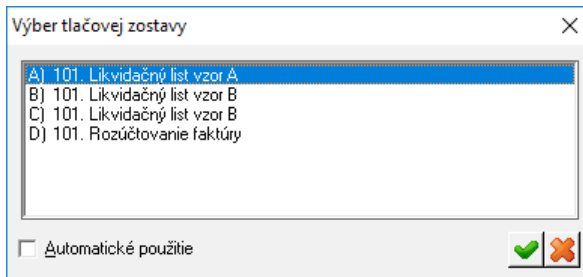 Výber tlačovej zostavy
A) 101. Likvidačný list vzor A
B) 101. Likvidačný list vzor B
C) 101. Likvidačný list vzor B
D) 101. Rozúčtovanie faktúry
Automatické použitie